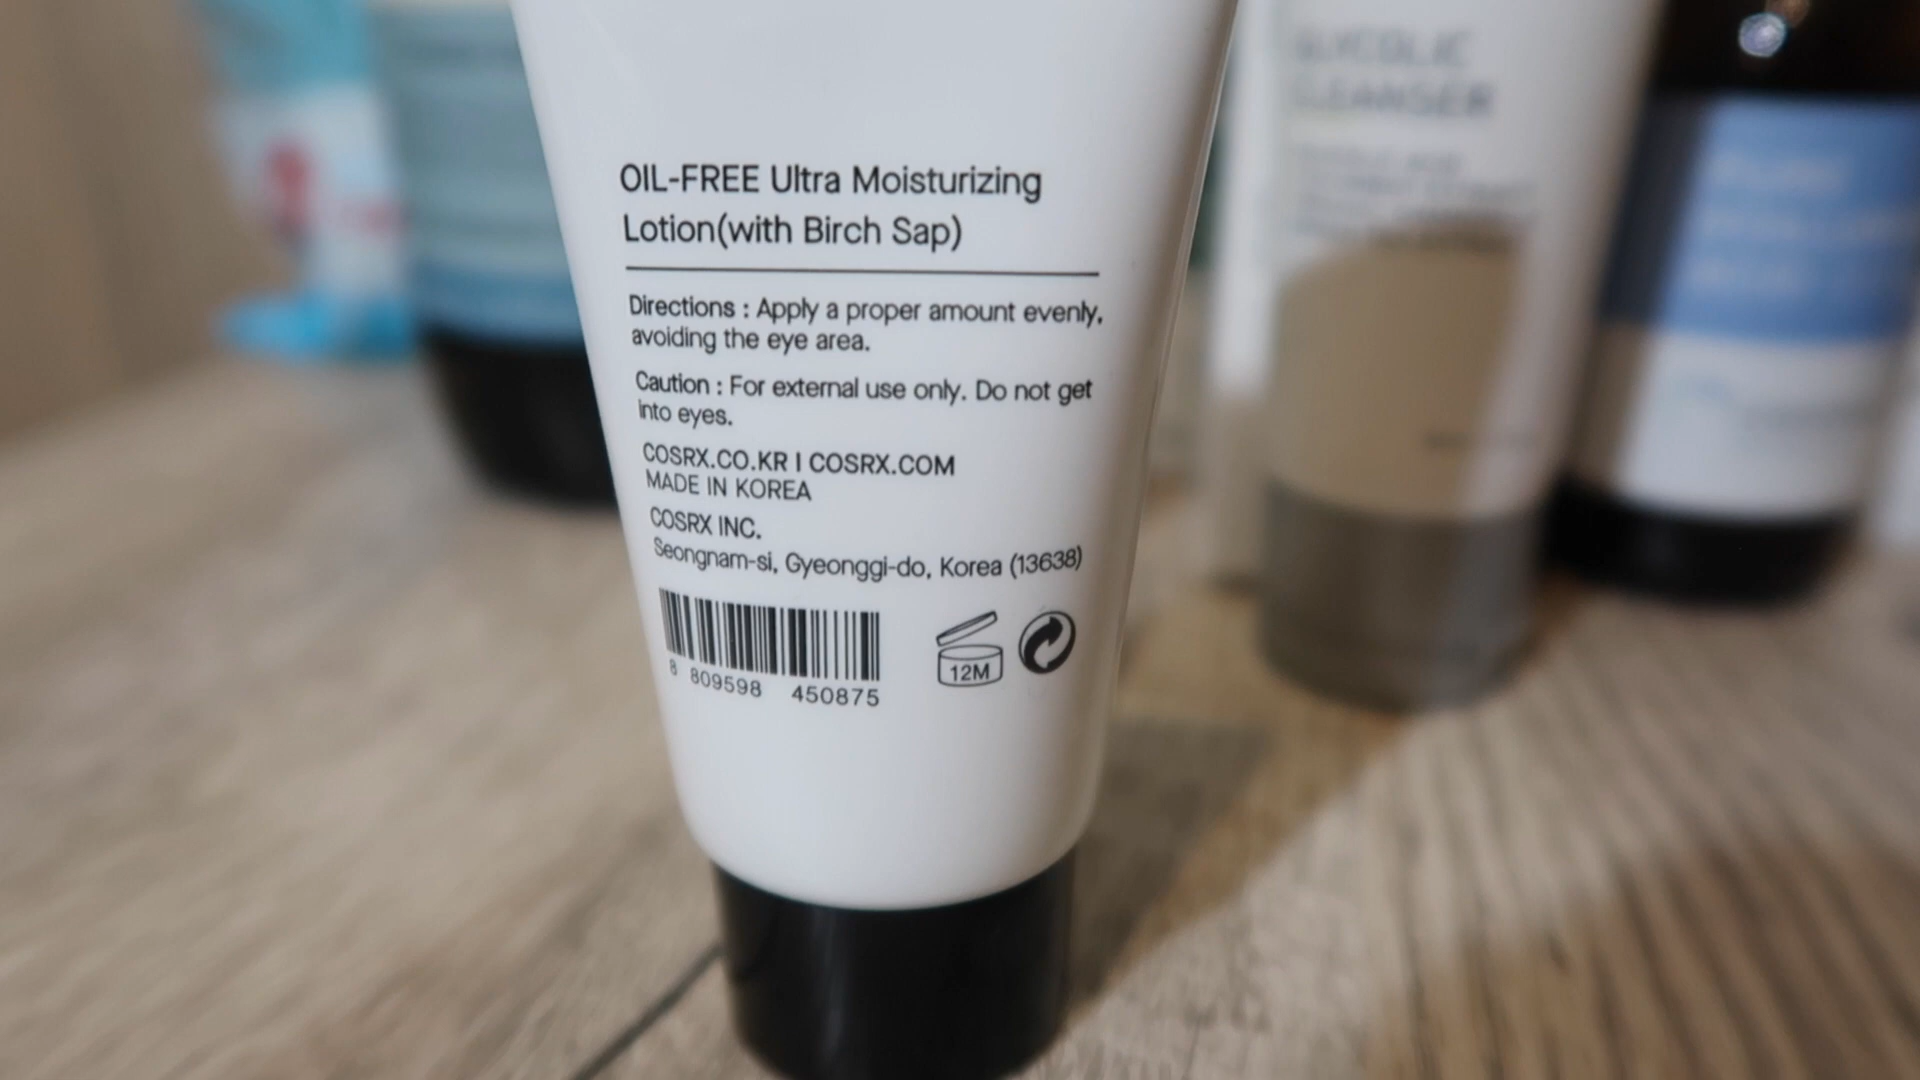 OIL-FREE Ultra Moisturizing
Lotion(with Birch Sap)
Directions : Apply a proper amount evenly,
avoiding the eye area.
Caution : For external use only. Do not get
into eyes.
COSRX.CO.KR I COSRX.COM
MADE IN KOREA
COSRX INC.
Seongnam-si, Gyeonggi-do, Korea (13638)
8 809598 450875
12M
GLYCOLIC
CLEANSER